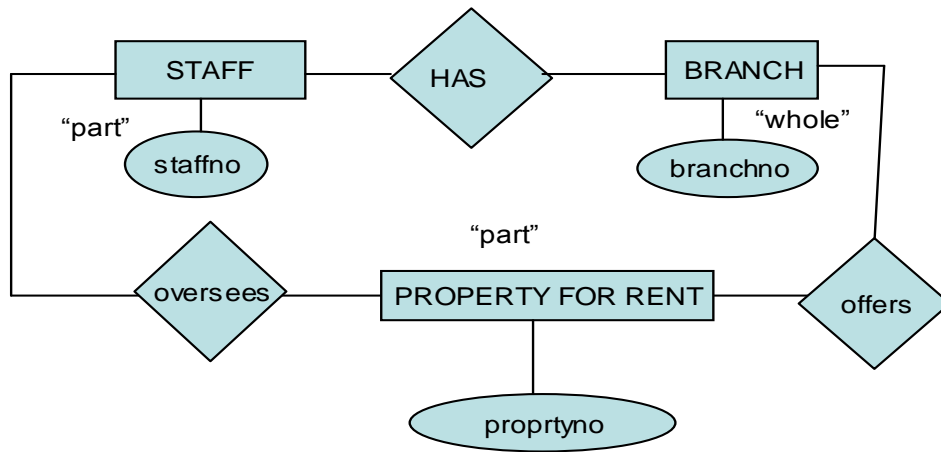 STAFF
HAS
BRANCH
“part”
“whole”
staffno
branchno
“part”
oversees
PROPERTY FOR RENT
offers
proprtyno